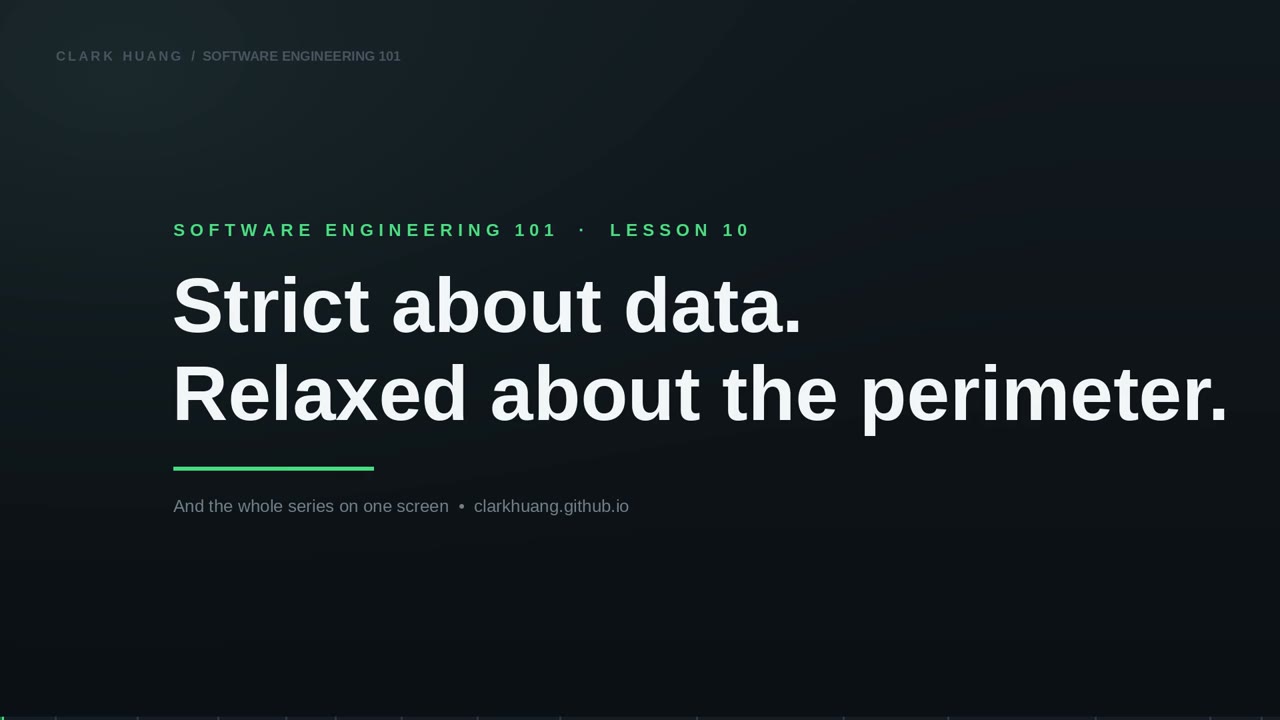 CLARK HUANG / SOFTWARE ENGINEERING 101
SOFTWARE ENGINEERING 101 · LESSON 10
Strict about data.
Relaxed about the perimeter.
And the whole series on one screen • clarkhuang.github.io